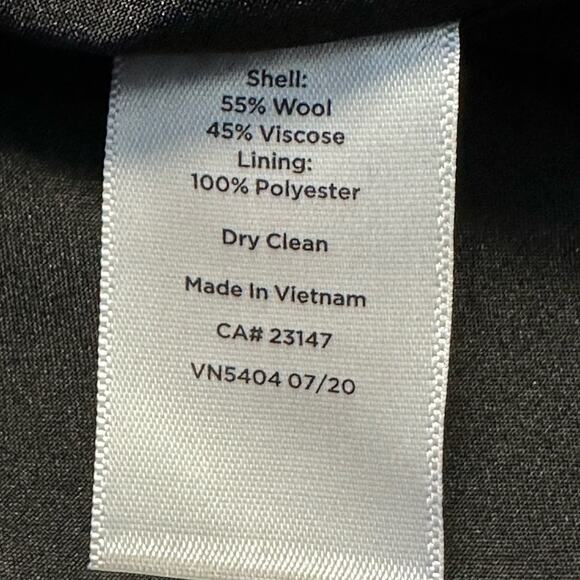 Shell:
55% Wool
45% Viscose
Lining:
100% Polyester
Dry Clean
Made In Vietnam
CA# 23147
VN5404 07/20